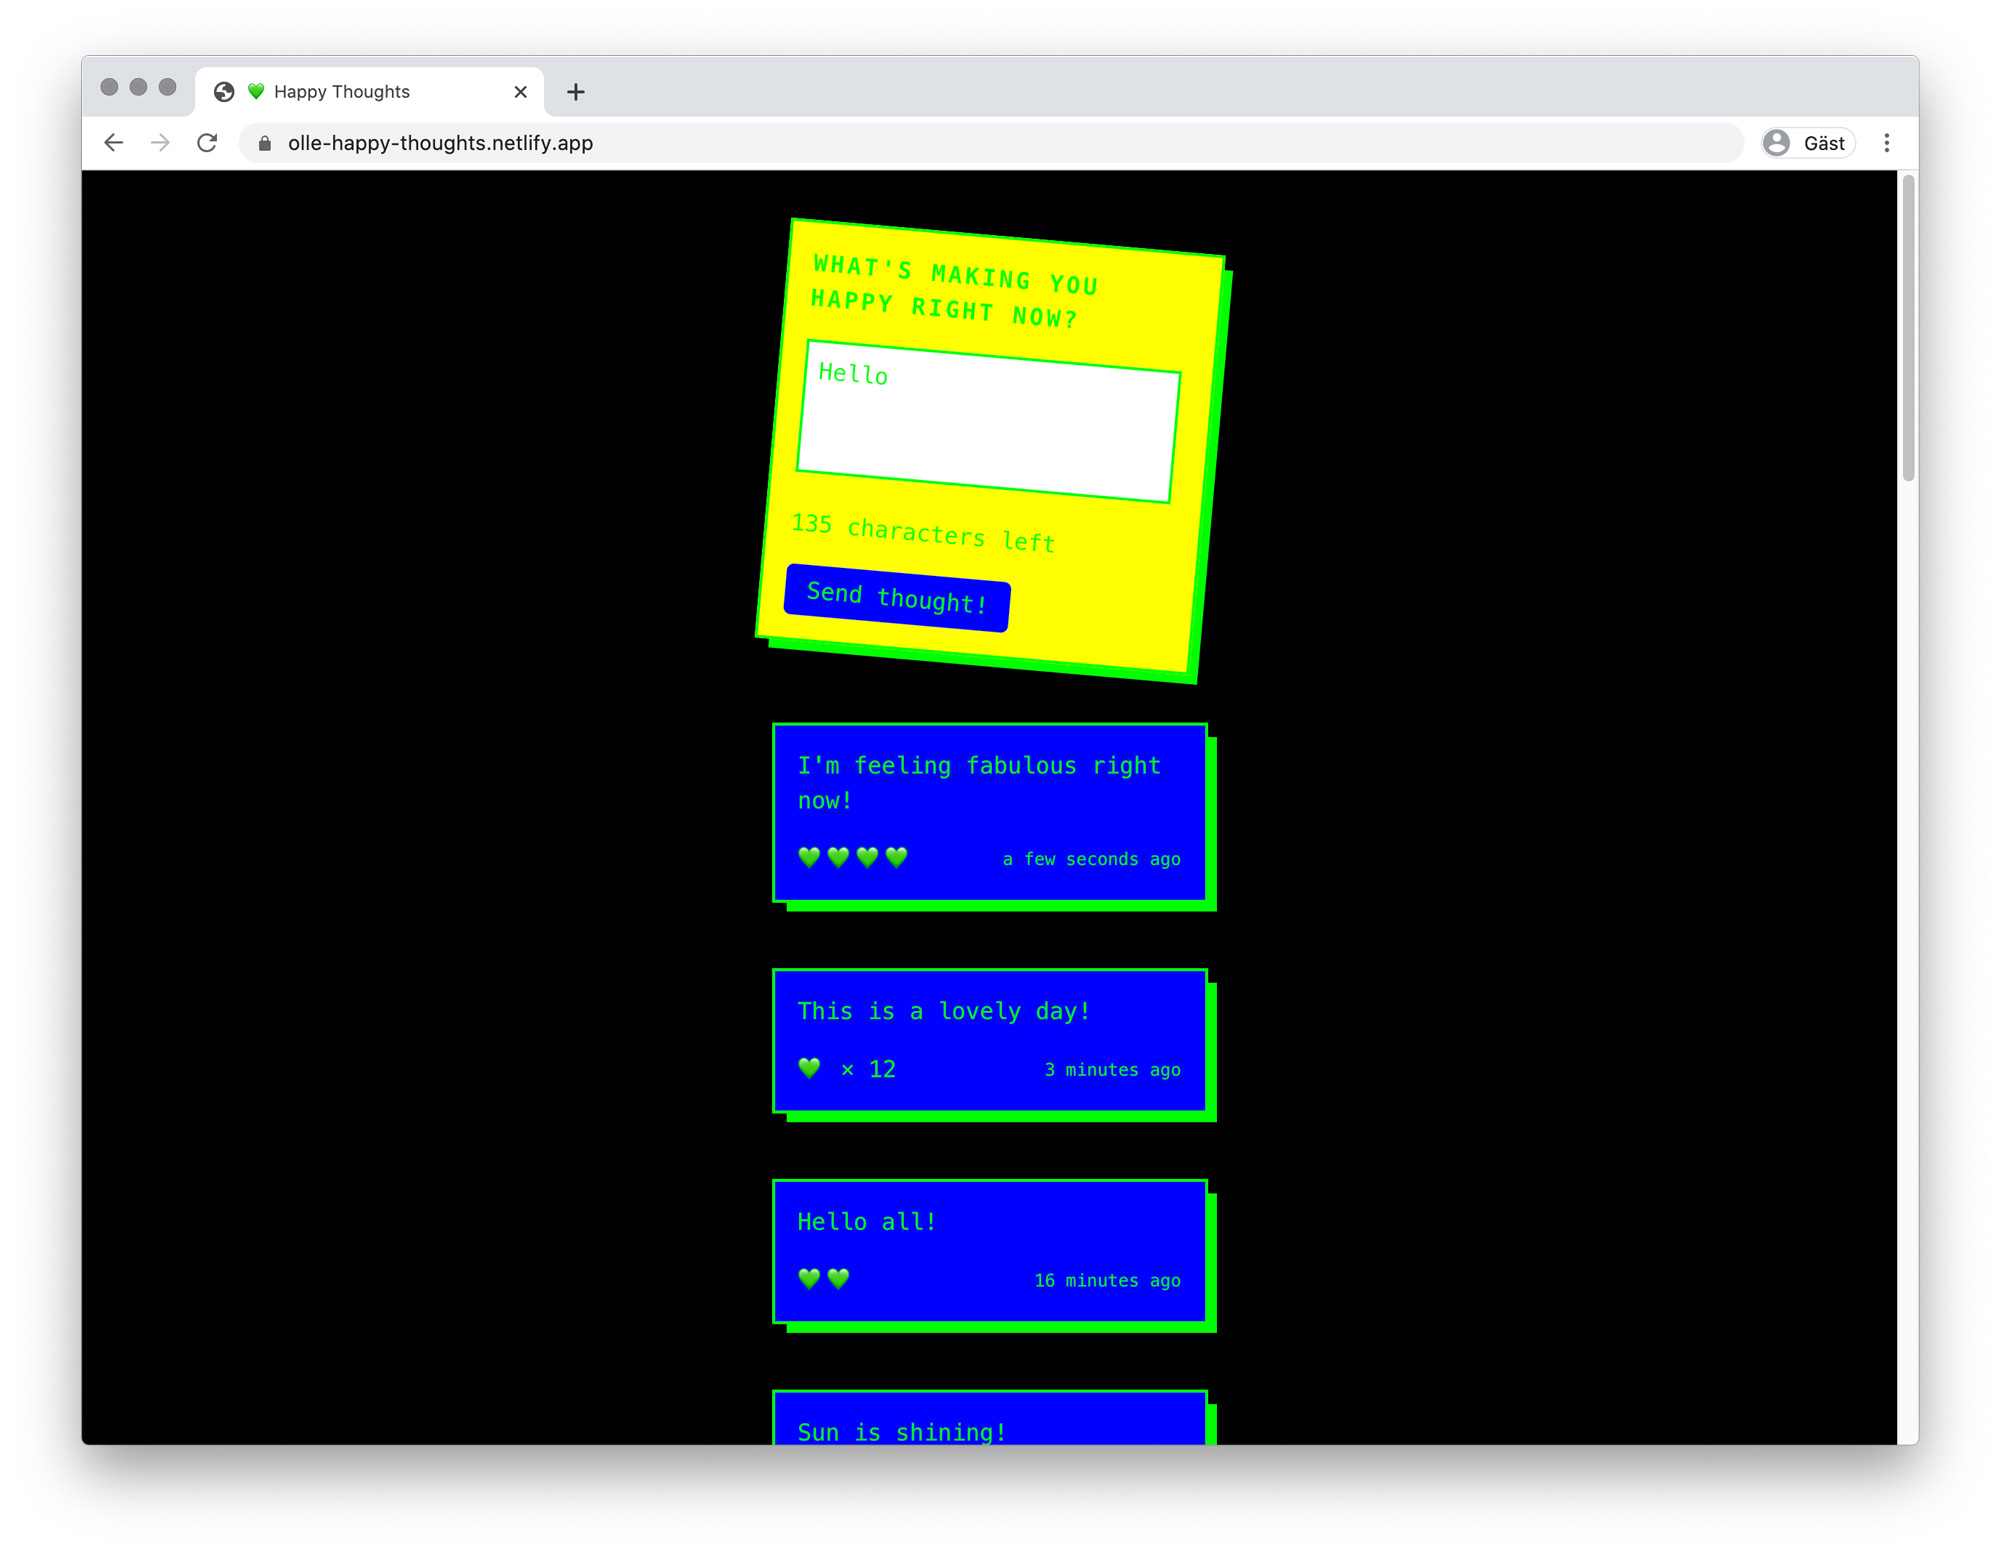 💚 Happy Thoughts
olle-happy-thoughts.netlify.app
Gäst
WHAT'S MAKING YOU
HAPPY RIGHT NOW?
Hello
135 characters left
Send thought!
I'm feeling fabulous right
now!
💚💚💚💚 a few seconds ago
This is a lovely day!
💚 × 12 3 minutes ago
Hello all!
💚💚 16 minutes ago
Sun is shining!